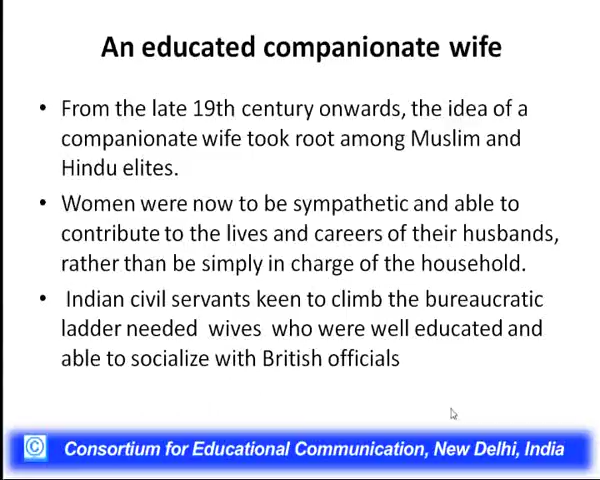 An educated companionate wife
• From the late 19th century onwards, the idea of a
companionate wife took root among Muslim and
Hindu elites.
• Women were now to be sympathetic and able to
contribute to the lives and careers of their husbands,
rather than be simply in charge of the household.
• Indian civil servants keen to climb the bureaucratic
ladder needed wives who were well educated and
able to socialize with British officials
© Consortium for Educational Communication, New Delhi, India